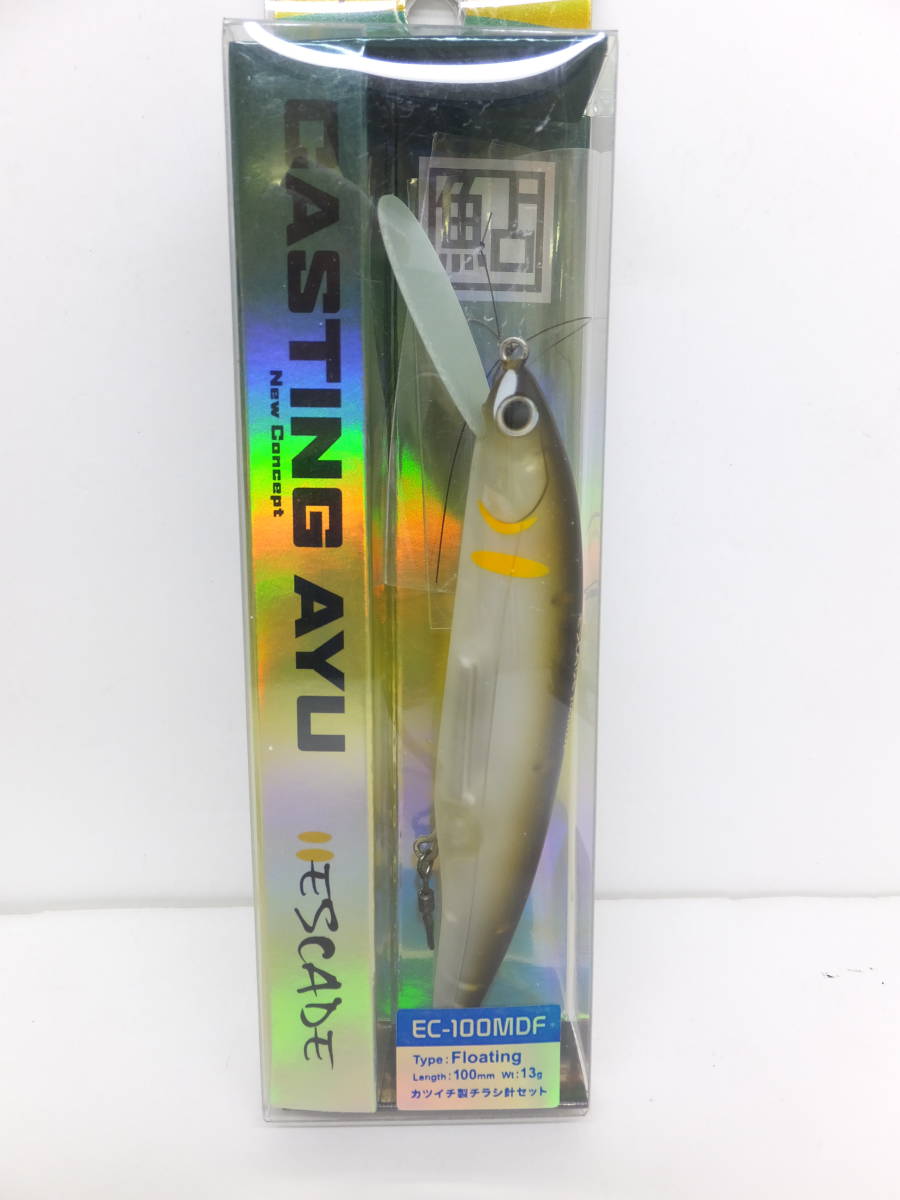 CASTING AYU
New Concept
ESCADE
鮎
EC-100MDF
Type: Floating
Length: 100mm Wt: 13g
カツイチ製チラシ針セット